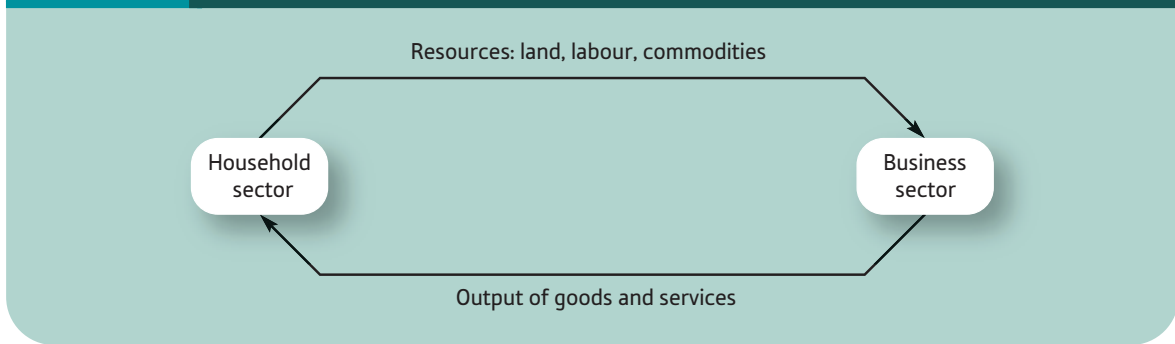 Resources: land, labour, commodities
Household
sector
Business
sector
Output of goods and services